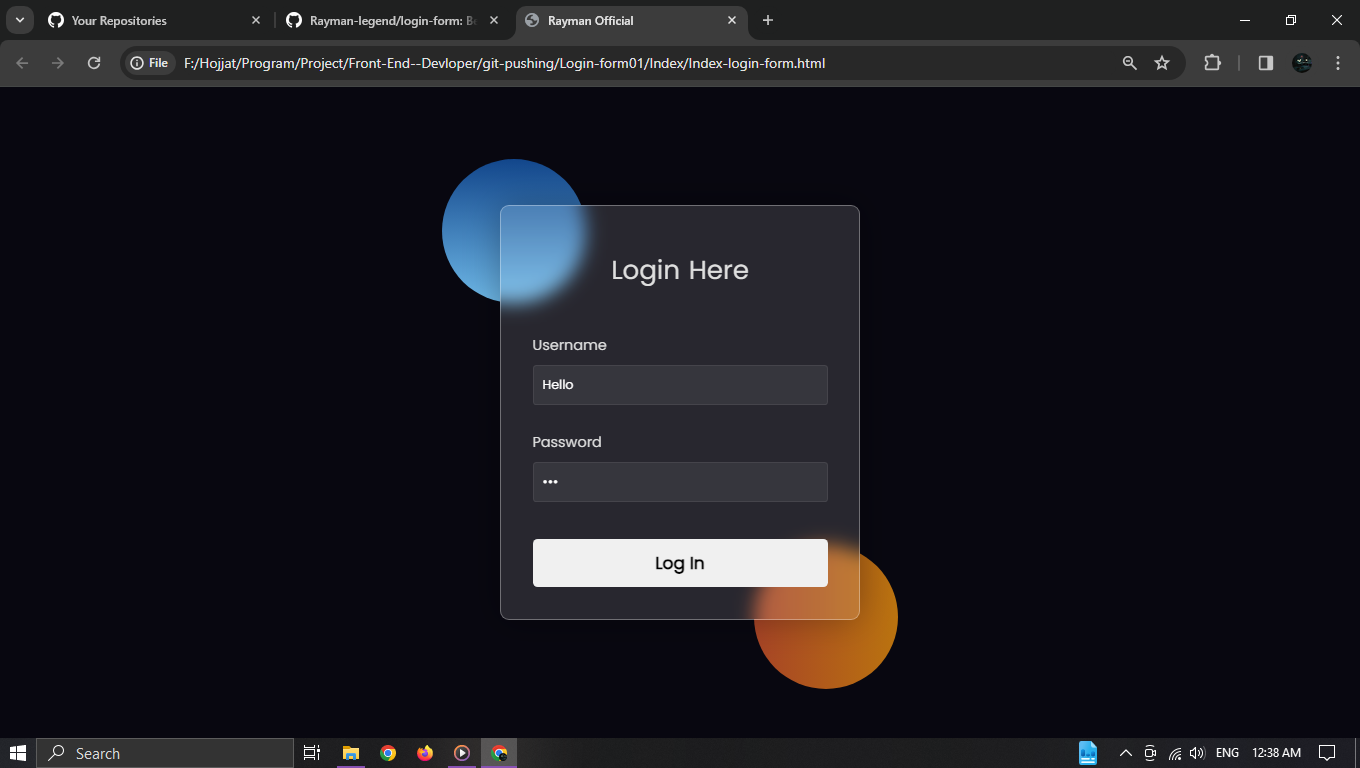 Your Repositories
Rayman-legend/login-form: Be
Rayman Official
File
F:/Hojjat/Program/Project/Front-End--Devloper/git-pushing/Login-form01/Index/Index-login-form.html
Login Here
Username
Hello
Password
•••
Log In
Search
ENG
12:38 AM